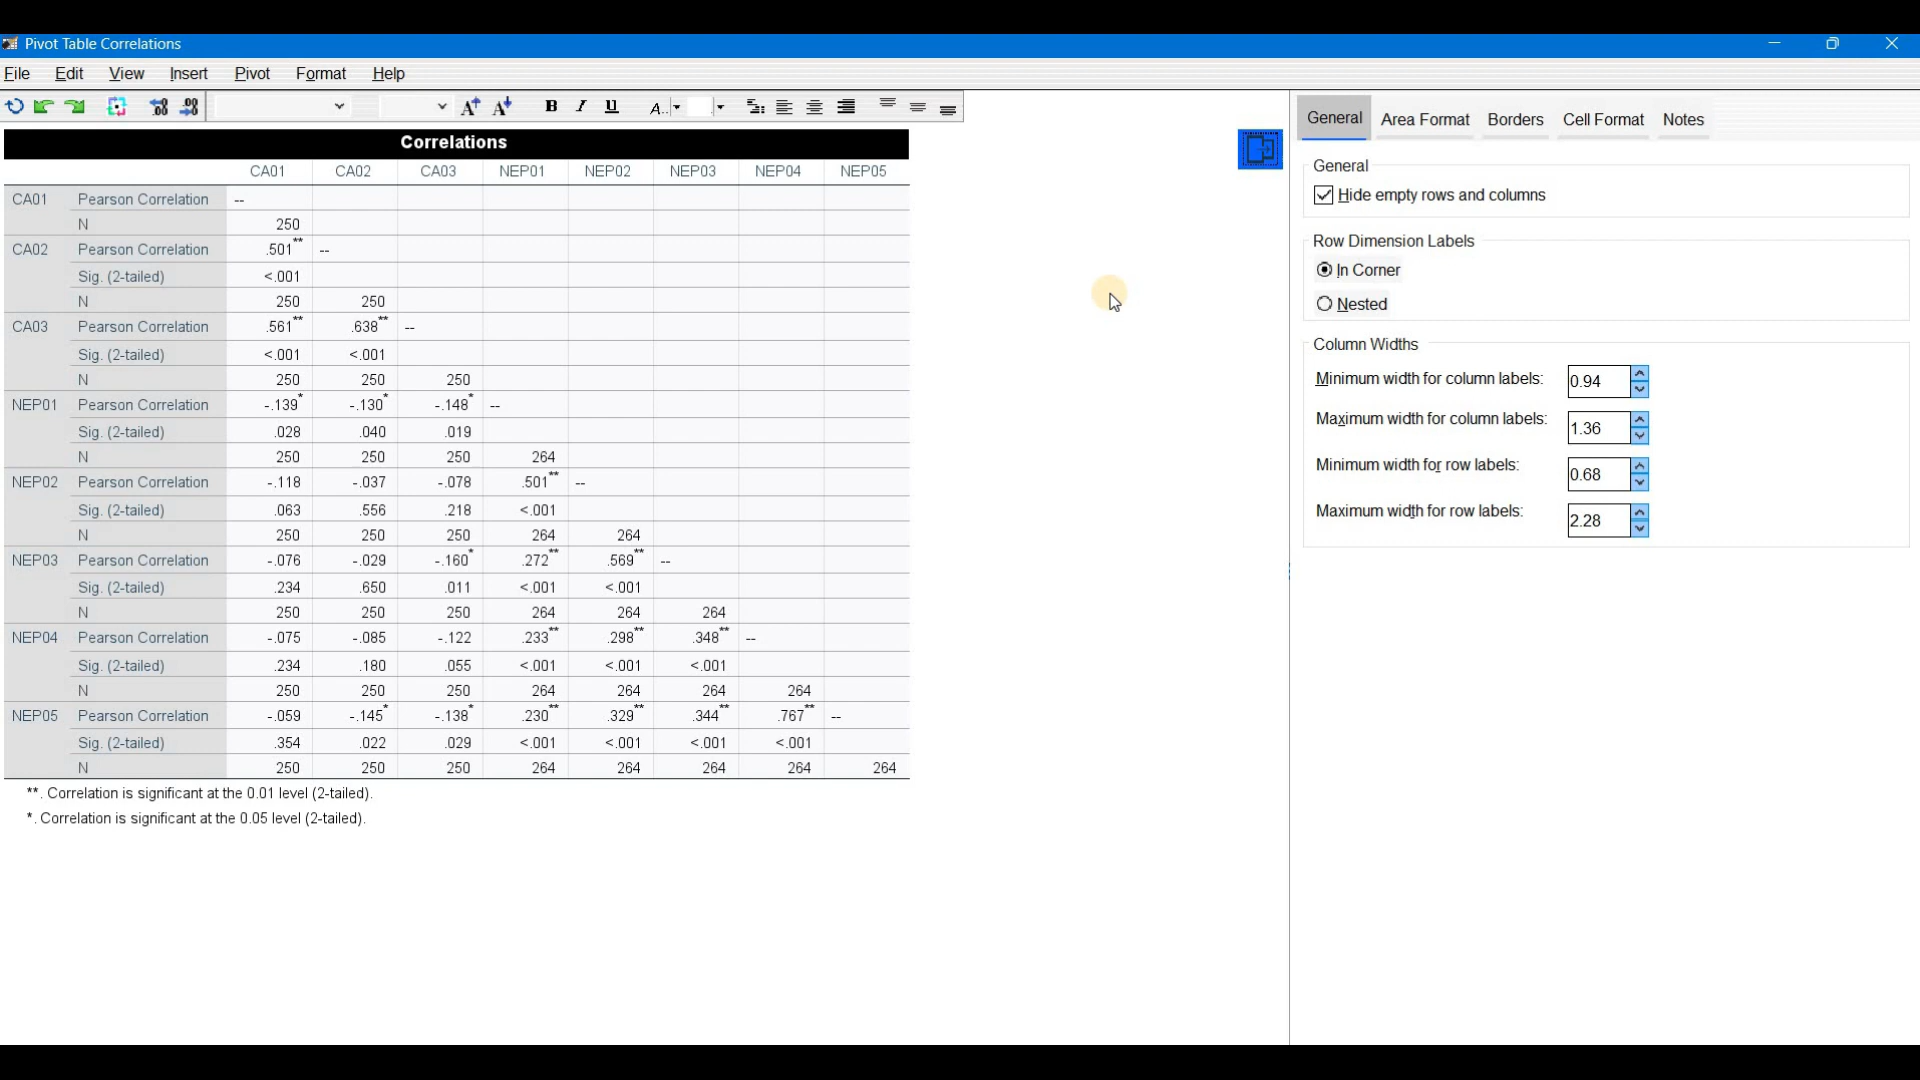 Pivot Table Correlations
File Edit View Insert Pivot Format Help
B I U A..
General Area Format Borders Cell Format Notes
Correlations
CA01 CA02 CA03 NEP01 NEP02 NEP03 NEP04 NEP05
CA01 Pearson Correlation --
N 250
CA02 Pearson Correlation .501** --
Sig. (2-tailed) <.001
N 250 250
CA03 Pearson Correlation .561** .638** --
Sig. (2-tailed) <.001 <.001
N 250 250 250
NEP01 Pearson Correlation -.139* -.130* -.148* --
Sig. (2-tailed) .028 .040 .019
N 250 250 250 264
NEP02 Pearson Correlation -.118 -.037 -.078 .501** --
Sig. (2-tailed) .063 .556 .218 <.001
N 250 250 250 264 264
NEP03 Pearson Correlation -.076 -.029 -.160* .272** .569** --
Sig. (2-tailed) .234 .650 .011 <.001 <.001
N 250 250 250 264 264 264
NEP04 Pearson Correlation -.075 -.085 -.122 .233** .298** .348** --
Sig. (2-tailed) .234 .180 .055 <.001 <.001 <.001
N 250 250 250 264 264 264 264
NEP05 Pearson Correlation -.059 -.145* -.138* .230** .329** .344** .767** --
Sig. (2-tailed) .354 .022 .029 <.001 <.001 <.001 <.001
N 250 250 250 264 264 264 264 264
**. Correlation is significant at the 0.01 level (2-tailed).
*. Correlation is significant at the 0.05 level (2-tailed).
General
Hide empty rows and columns
Row Dimension Labels
In Corner
Nested
Column Widths
Minimum width for column labels: 0.94
Maximum width for column labels: 1.36
Minimum width for row labels: 0.68
Maximum width for row labels: 2.28